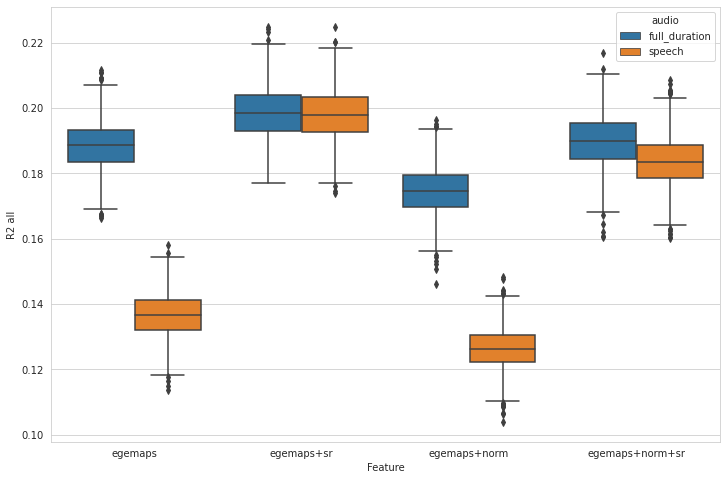 audio
full_duration
speech
R2 all
0.22
0.20
0.18
0.16
0.14
0.12
0.10
egemaps
egemaps+sr
egemaps+norm
egemaps+norm+sr
Feature